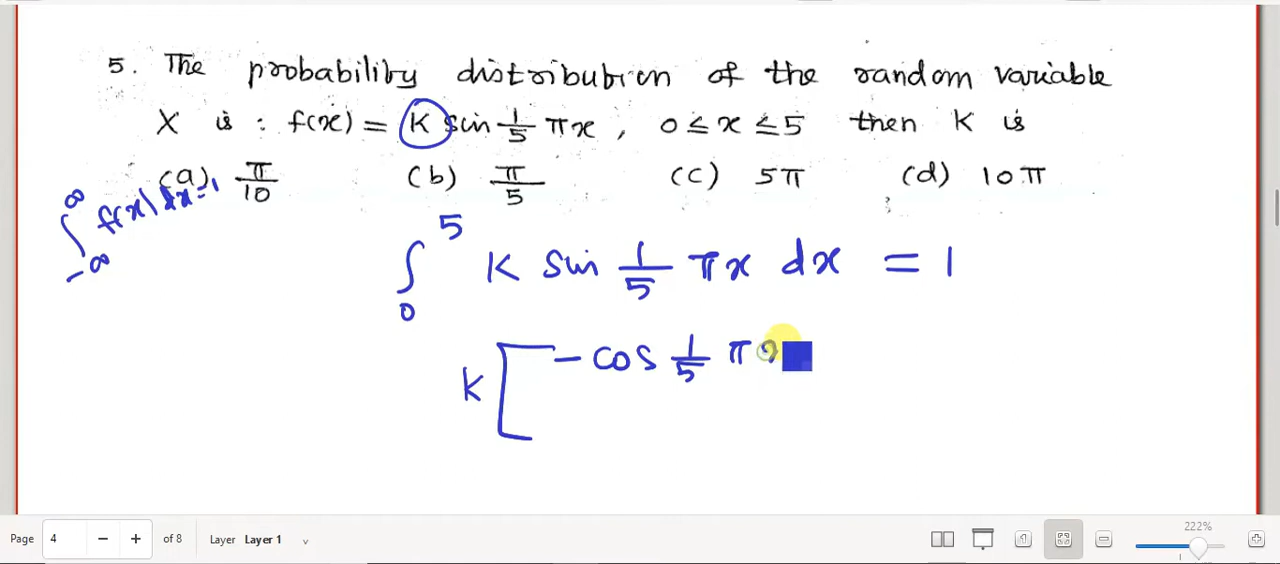 5. The probability distribution of the random variable
X is : f(x) = K sin 1/5 πx , 0 ≤ x ≤ 5 then K is
(a) π/10 (b) π/5 (c) 5π (d) 10π
∫_{-∞}^{∞} f(x) dx = 1
∫_0^5 K sin 1/5 πx dx = 1
K [ - cos 1/5 π
Page 4 - + of 8 Layer Layer 1 222%